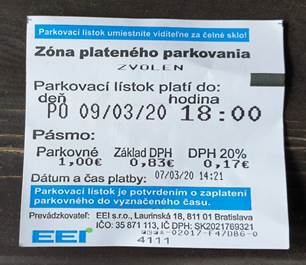 Parkovací lístok umiestnite viditeľne za čelné sklo!
Zóna plateného parkovania
ZVOLEN
Parkovací lístok platí do:
deň hodina
PO 09/03/20 18:00
Pásmo:
Parkovné Základ DPH DPH 20%
1,00€ 0,83€ 0,17€
Dátum a čas platby: 07/03/20 14:21
Parkovací lístok je potvrdením o zaplatení
parkovného do vyznačeného času.
Prevádzkovateľ: EEI s.r.o., Laurinská 18, 811 01 Bratislava
EEI IČO: 35 871 113, IČ DPH: SK2021769321
4111